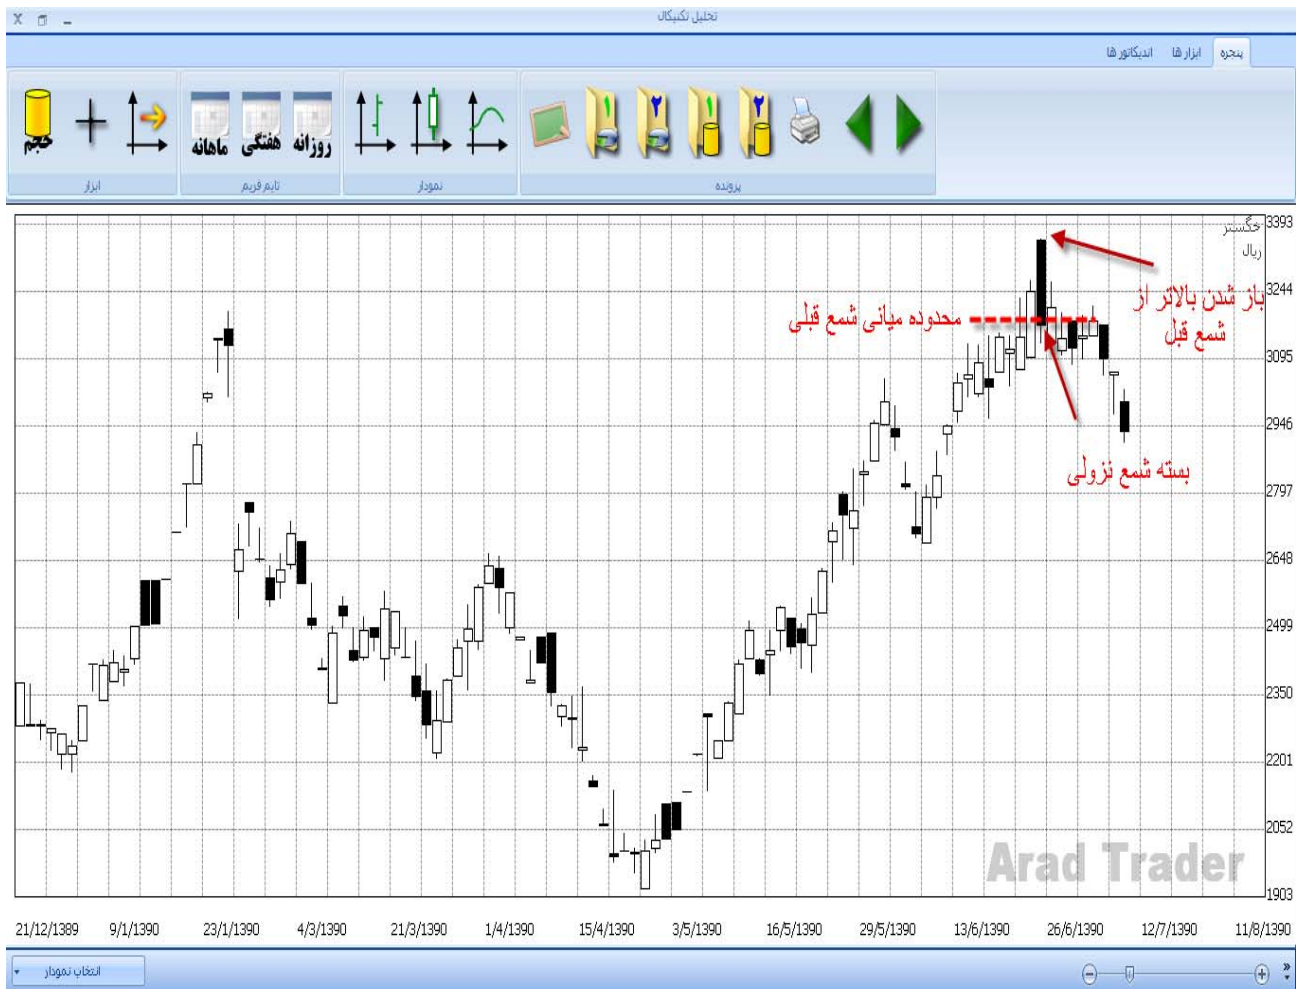 تحلیل تکنیکال
پنجره ابزار ها اندیکاتور ها
۱ ۲ ۱ ۲
روزانه هفتگی ماهانه
حجم
پرونده نمودار تایم فریم ابزار
خگستر
ریال
باز شدن بالاتر از
شمع قبل
محدوده میانی شمع قبلی
بسته شمع نزولی
3393
3244
3095
2946
2797
2648
2499
2350
2201
2052
1903
Arad Trader
21/12/1389 9/1/1390 23/1/1390 4/3/1390 21/3/1390 1/4/1390 15/4/1390 3/5/1390 16/5/1390 29/5/1390 13/6/1390 26/6/1390 12/7/1390 11/8/1390
انتخاب نمودار